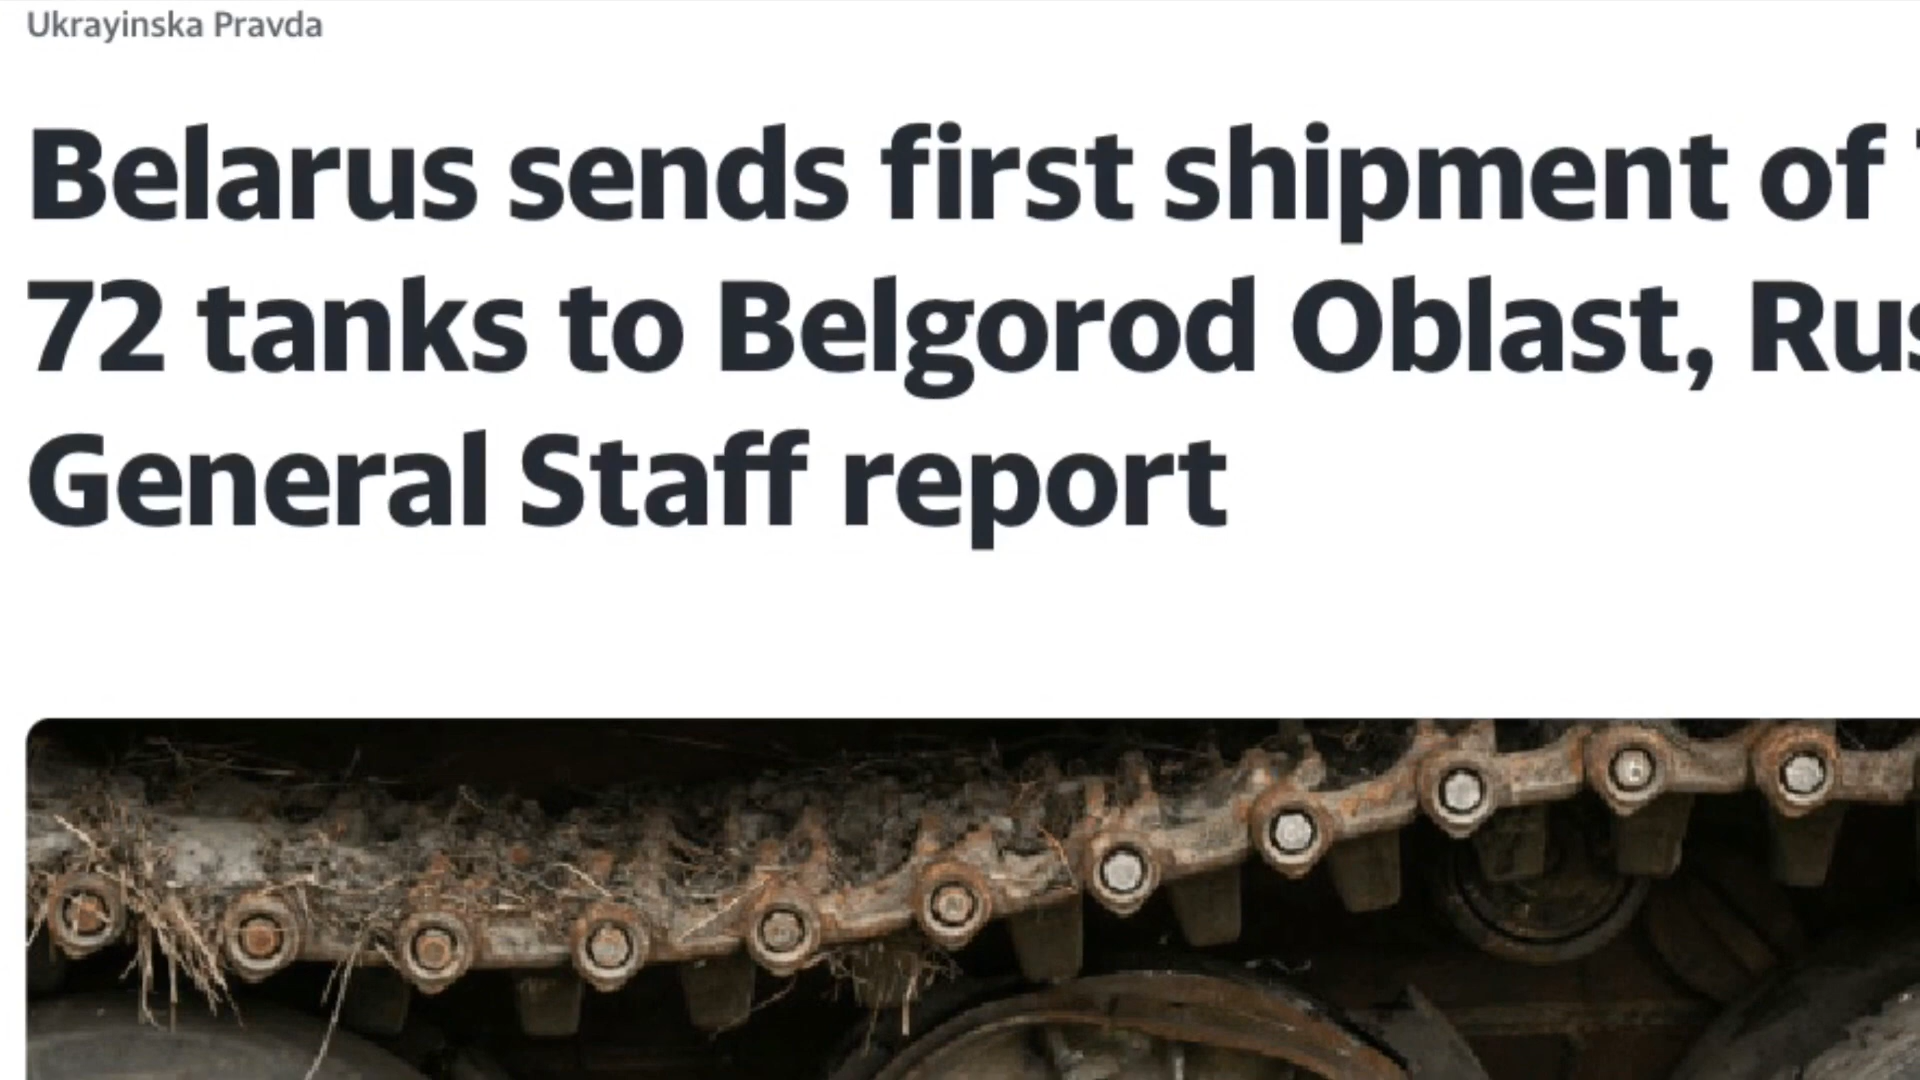 Ukrayinska Pravda
Belarus sends first shipment of
72 tanks to Belgorod Oblast,
General Staff report